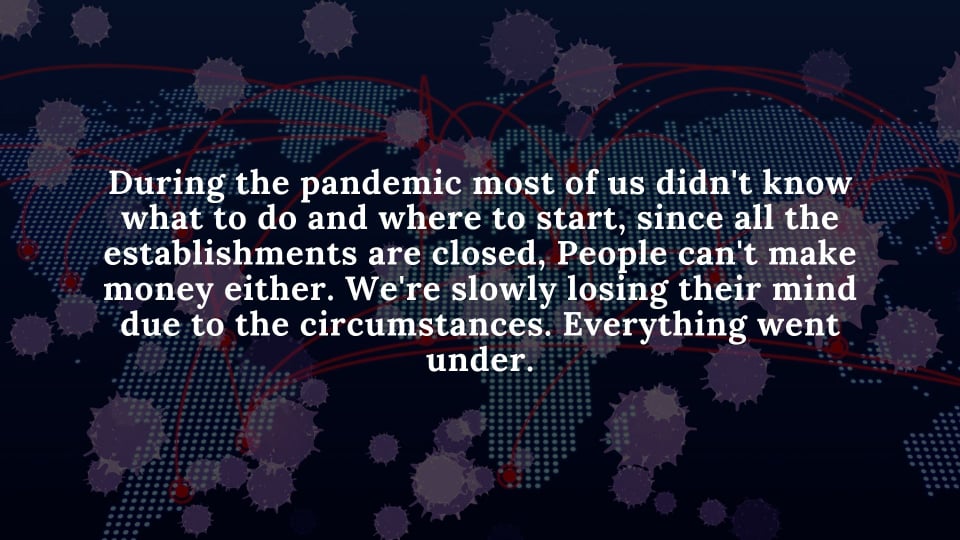 During the pandemic most of us didn't know
what to do and where to start, since all the
establishments are closed, People can't make
money either. We're slowly losing their mind
due to the circumstances. Everything went
under.